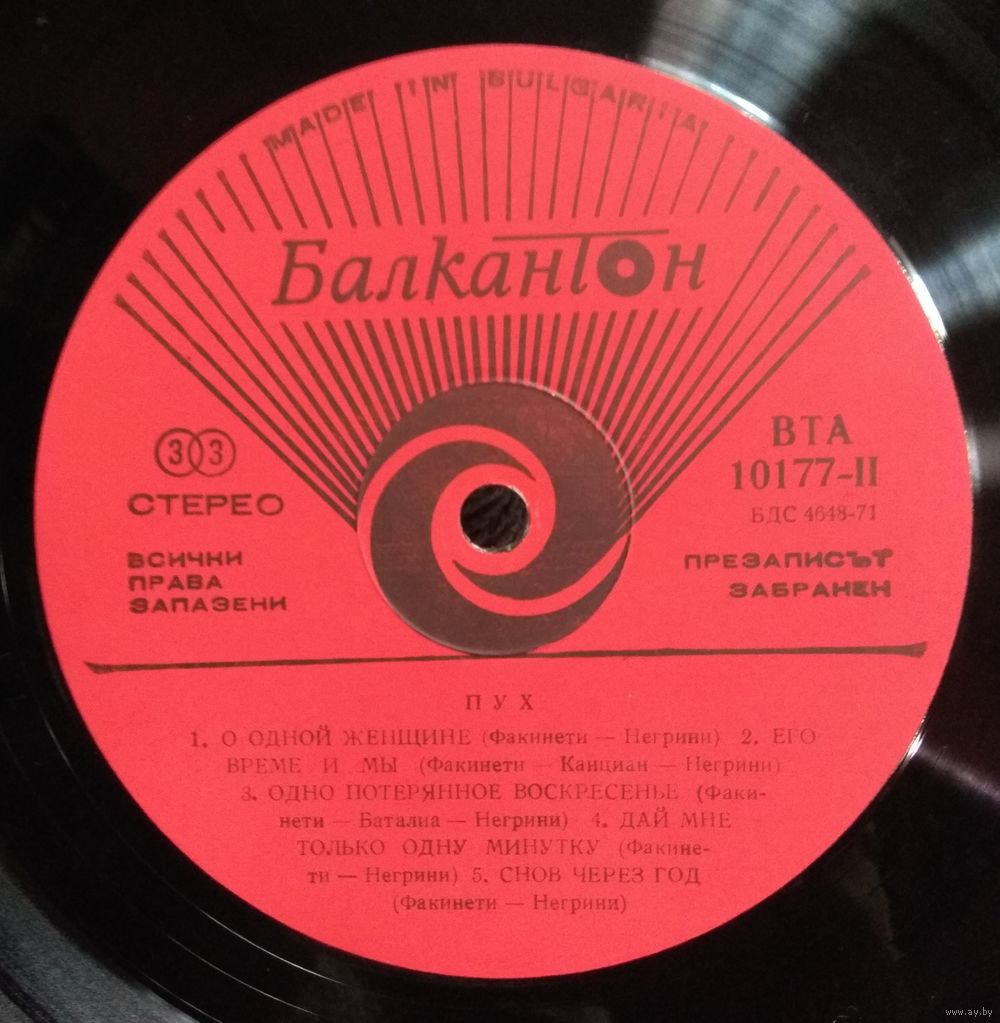 MADE IN BULGARIA
Балкантон
33
СТЕРЕО
ВСИЧКИ
ПРАВА
ЗАПАЗЕНИ
ВТА
10177-II
БДС 4648-71
ПРЕЗАПИСЪТ
ЗАБРАНЕН
ПУХ
1. О ОДНОЙ ЖЕНЩИНЕ (Факинети — Негрини) 2. ЕГО
ВРЕМЕ И МЫ (Факинети — Канциан — Негрини)
3. ОДНО ПОТЕРЯННОЕ ВОСКРЕСЕНЬЕ (Факи-
нети — Баталиа — Негрини) 4. ДАЙ МНЕ
ТОЛЬКО ОДНУ МИНУТКУ (Факине-
ти — Негрини) 5. СНОВ ЧЕРЕЗ ГОД
(Факинети — Негрини)
www.ay.by